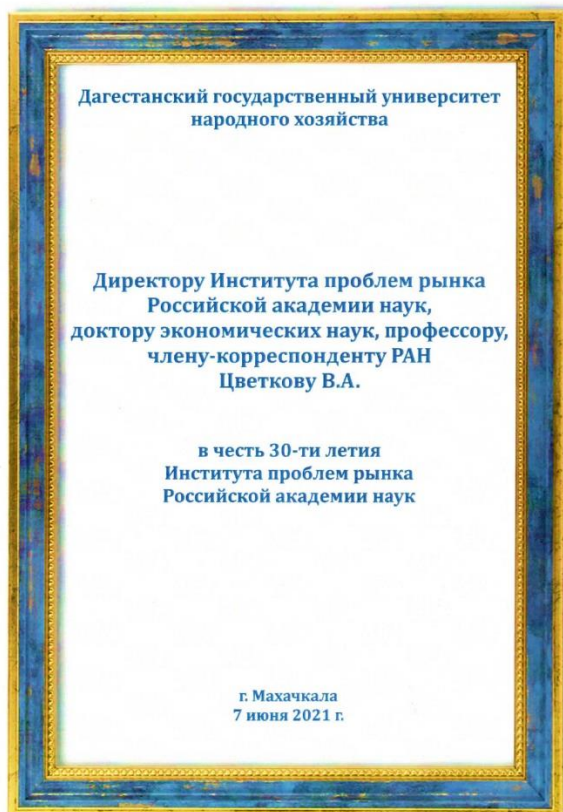 Дагестанский государственный университет
народного хозяйства
Директору Института проблем рынка
Российской академии наук,
доктору экономических наук, профессору,
члену-корреспонденту РАН
Цветкову В.А.
в честь 30-ти летия
Института проблем рынка
Российской академии наук
г. Махачкала
7 июня 2021 г.